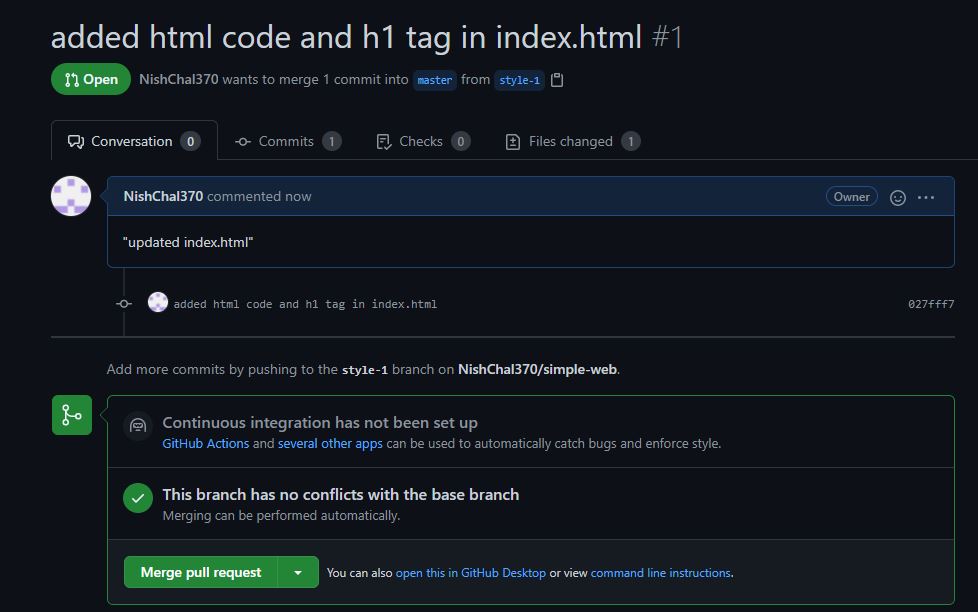 added html code and h1 tag in index.html #1
Open NishChal370 wants to merge 1 commit into master from style-1
Conversation 0 Commits 1 Checks 0 Files changed 1
NishChal370 commented now Owner
"updated index.html"
added html code and h1 tag in index.html 027fff7
Add more commits by pushing to the style-1 branch on NishChal370/simple-web.
Continuous integration has not been set up
GitHub Actions and several other apps can be used to automatically catch bugs and enforce style.
This branch has no conflicts with the base branch
Merging can be performed automatically.
Merge pull request You can also open this in GitHub Desktop or view command line instructions.